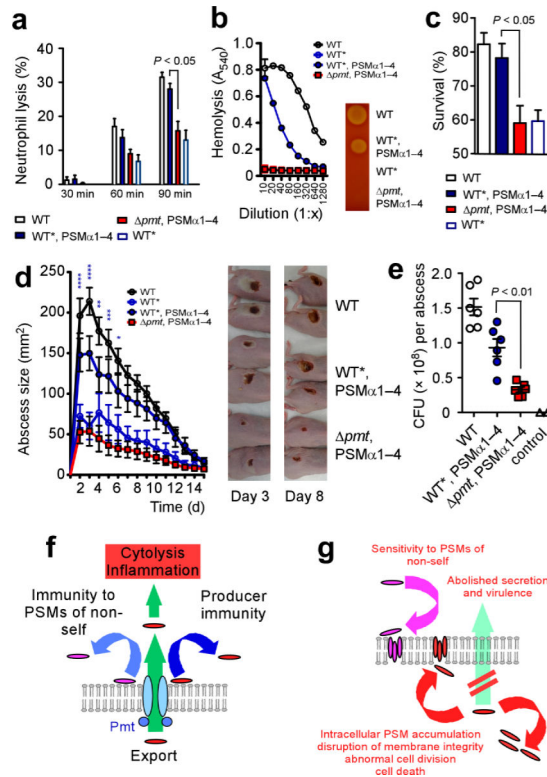 a
Neutrophil lysis (%)
40
30
20
10
0
P < 0.05
30 min
60 min
90 min
WT
WT*, PSMα1–4
Δpmt, PSMα1–4
WT*
b
WT
WT*
WT*, PSMα1–4
Δpmt, PSMα1–4
Hemolysis (A540)
1.0
0.8
0.6
0.4
0.2
0.0
10
20
40
80
160
320
640
1280
Dilution (1:x)
WT
WT*,
PSMα1–4
WT*
Δpmt,
PSMα1–4
c
P < 0.05
Survival (%)
90
80
70
60
50
WT
WT*, PSMα1–4
Δpmt, PSMα1–4
WT*
d
Abscess size (mm²)
250
200
150
100
50
0
**** **** ** *** *
WT
WT*
WT*, PSMα1–4
Δpmt, PSMα1–4
2 4 6 8 9 10 12 14
Time (d)
WT
WT*,
PSMα1–4
Δpmt,
PSMα1–4
Day 3
Day 8
e
CFU (× 10⁸) per abscess
2.0
1.5
1.0
0.5
0
P < 0.01
WT
WT*, PSMα1–4
Δpmt, PSMα1–4
control
f
Cytolysis
Inflammation
Immunity to
PSMs of non-
self
Producer
immunity
Pmt
Export
g
Sensitivity to PSMs of
non-self
Abolished secretion
and virulence
Intracellular PSM accumulation
disruption of membrane integrity
abnormal cell division
cell death